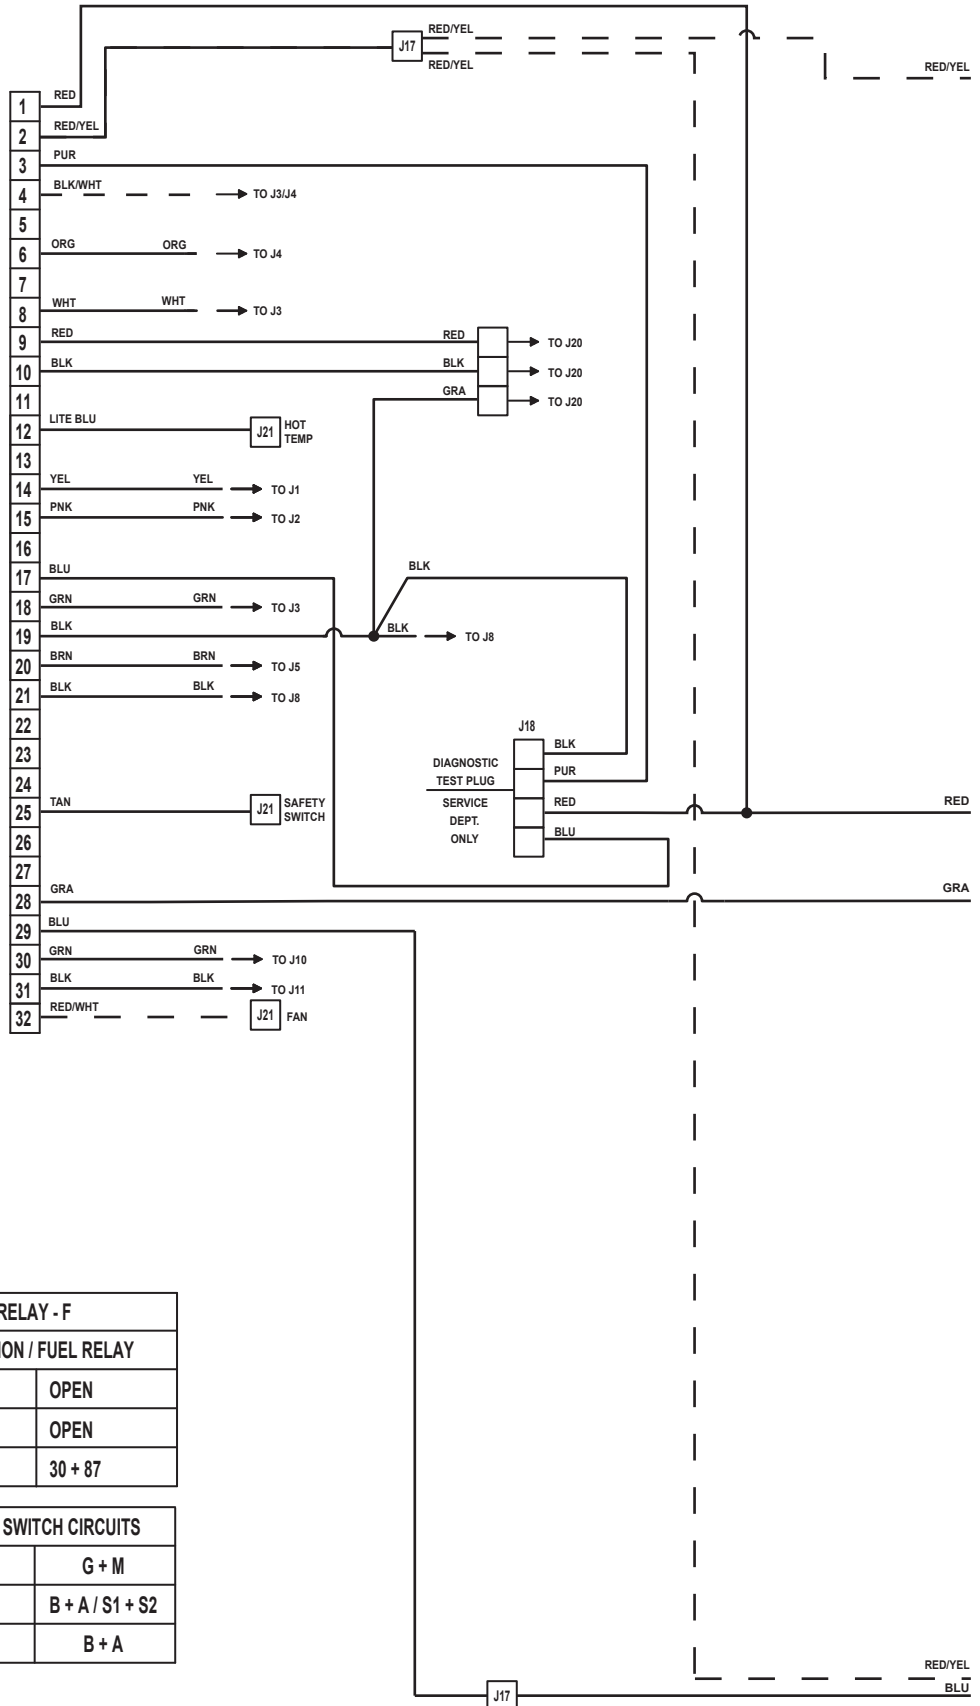 RED/YEL
J17
RED/YEL
RED/YEL
1 RED
2 RED/YEL
3 PUR
4 BLK/WHT TO J3/J4
5
6 ORG ORG TO J4
7
8 WHT WHT TO J3
9 RED RED TO J20
10 BLK BLK TO J20
11 GRA TO J20
12 LITE BLU J21 HOT
TEMP
13
14 YEL YEL TO J1
15 PNK PNK TO J2
16
17 BLU BLK
18 GRN GRN TO J3
19 BLK BLK TO J8
20 BRN BRN TO J5
21 BLK BLK TO J8
22
23
24
25 TAN J21 SAFETY
SWITCH
26
27
28 GRA
29 BLU
30 GRN GRN TO J10
31 BLK BLK TO J11
32 RED/WHT J21 FAN
J18
DIAGNOSTIC
TEST PLUG
SERVICE
DEPT.
ONLY
BLK
PUR
RED
BLU
RED
GRA
RELAY - F
ION / FUEL RELAY
OPEN
OPEN
30 + 87
SWITCH CIRCUITS
G + M
B + A / S1 + S2
B + A
J17
RED/YEL
BLU